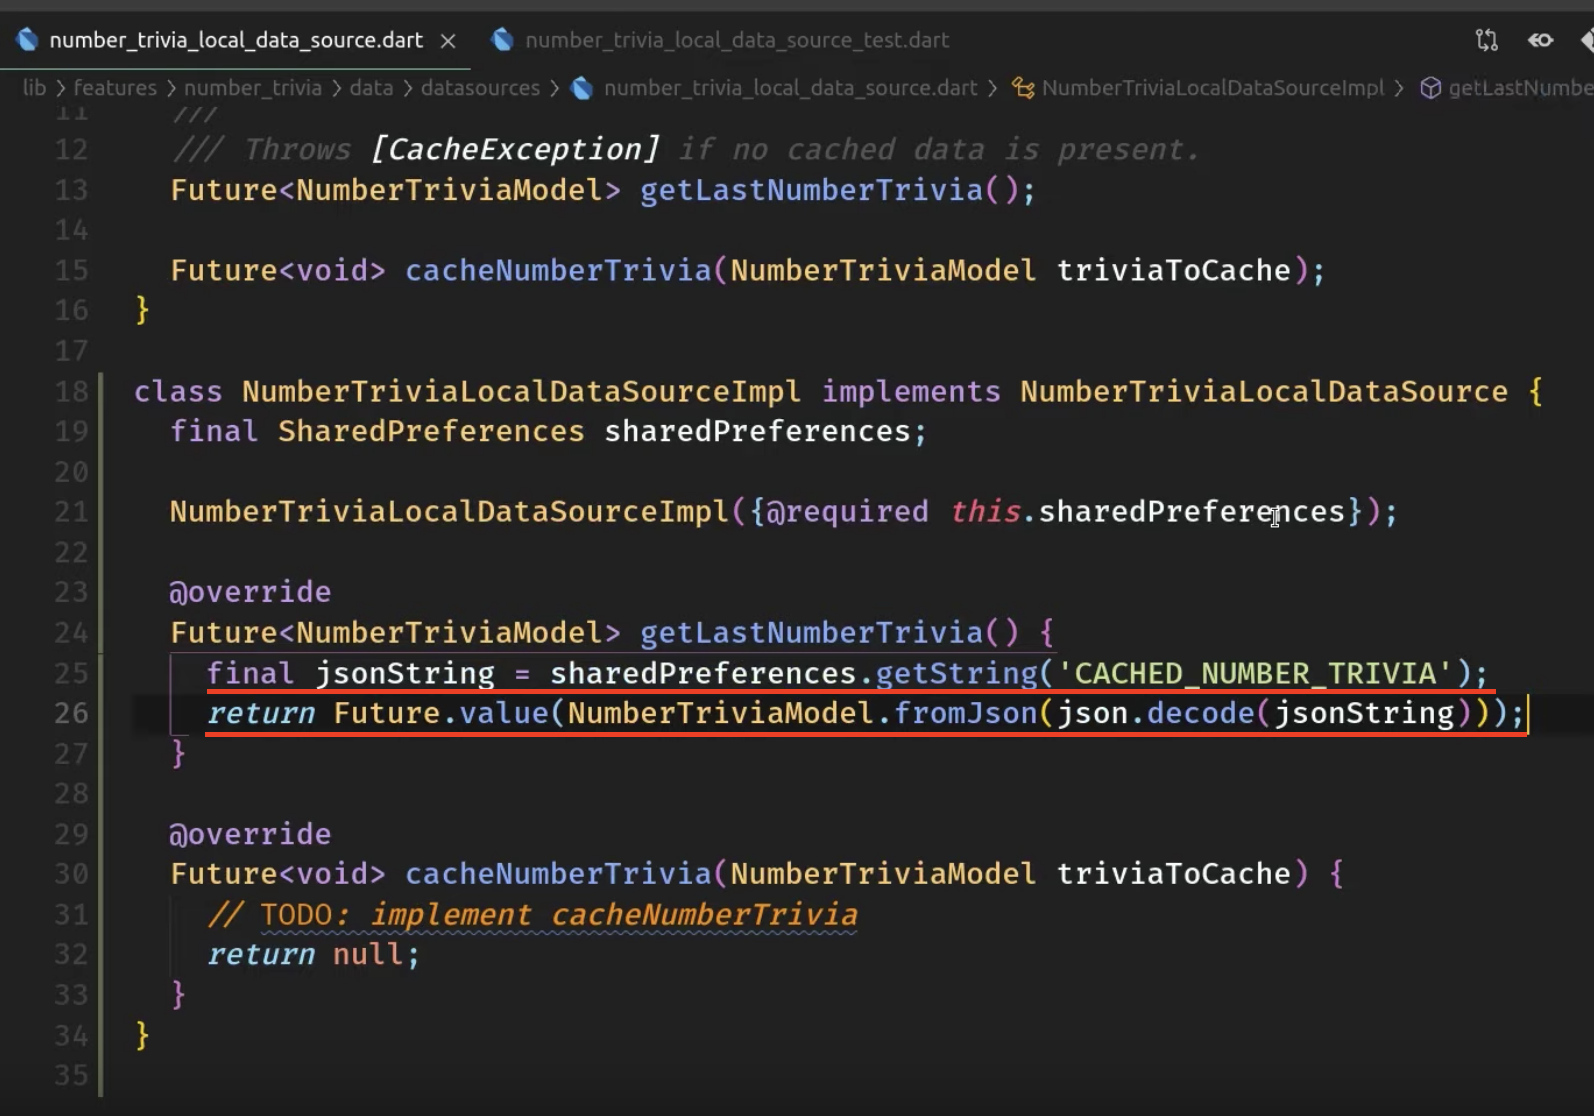 number_trivia_local_data_source.dart
number_trivia_local_data_source_test.dart
lib > features > number_trivia > data > datasources > number_trivia_local_data_source.dart > NumberTriviaLocalDataSourceImpl > getLastNumbe
11 ///
12 /// Throws [CacheException] if no cached data is present.
13 Future<NumberTriviaModel> getLastNumberTrivia();
14
15 Future<void> cacheNumberTrivia(NumberTriviaModel triviaToCache);
16 }
17
18 class NumberTriviaLocalDataSourceImpl implements NumberTriviaLocalDataSource {
19 final SharedPreferences sharedPreferences;
20
21 NumberTriviaLocalDataSourceImpl({@required this.sharedPreferences});
22
23 @override
24 Future<NumberTriviaModel> getLastNumberTrivia() {
25 final jsonString = sharedPreferences.getString('CACHED_NUMBER_TRIVIA');
26 return Future.value(NumberTriviaModel.fromJson(json.decode(jsonString)));
27 }
28
29 @override
30 Future<void> cacheNumberTrivia(NumberTriviaModel triviaToCache) {
31 // TODO: implement cacheNumberTrivia
32 return null;
33 }
34 }
35